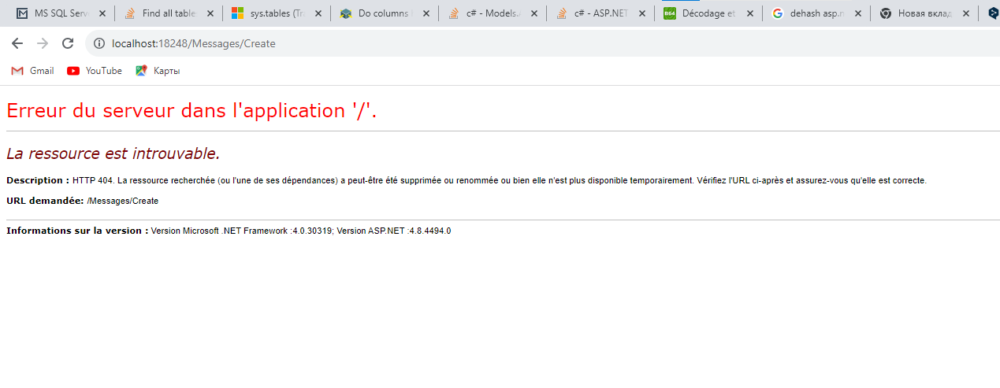 MS SQL Serv
Find all table
sys.tables (Tra
Do columns
c# - Models.
c# - ASP.NET
B64
Décodage et
dehash asp.n
Новая вклад
localhost:18248/Messages/Create
Gmail
YouTube
Карты
Erreur du serveur dans l'application '/'.
La ressource est introuvable.
Description : HTTP 404. La ressource recherchée (ou l'une de ses dépendances) a peut-être été supprimée ou renommée ou bien elle n'est plus disponible temporairement. Vérifiez l'URL ci-après et assurez-vous qu'elle est correcte.
URL demandée: /Messages/Create
Informations sur la version : Version Microsoft .NET Framework :4.0.30319; Version ASP.NET :4.8.4494.0